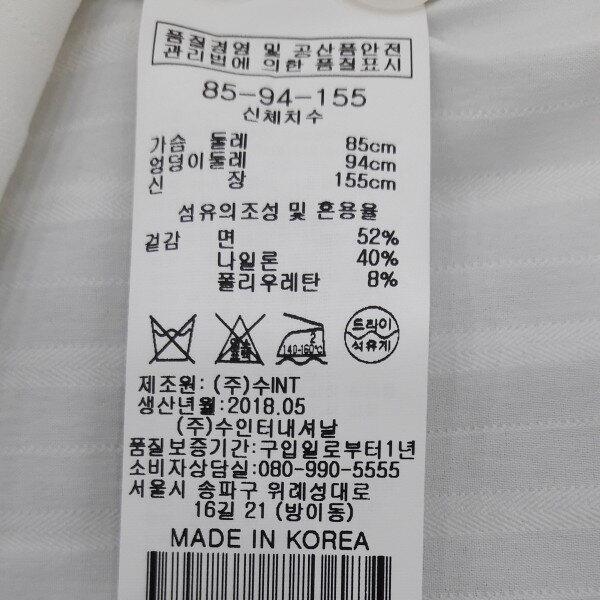 품질경영 및 공산품안전
관리법에 의한 품질표시
85-94-155
신체치수
가슴 둘레 85cm
엉덩이둘레 94cm
신 장 155cm
섬유의조성 및 혼용율
겉감 면 52%
나일론 40%
폴리우레탄 8%
2
140-160℃
드라이
석유계
제조원: (주)수INT
생산년월:2018.05
(주)수인터내셔날
품질보증기간:구입일로부터1년
소비자상담실:080-990-5555
서울시 송파구 위례성대로
16길 21 (방이동)
MADE IN KOREA